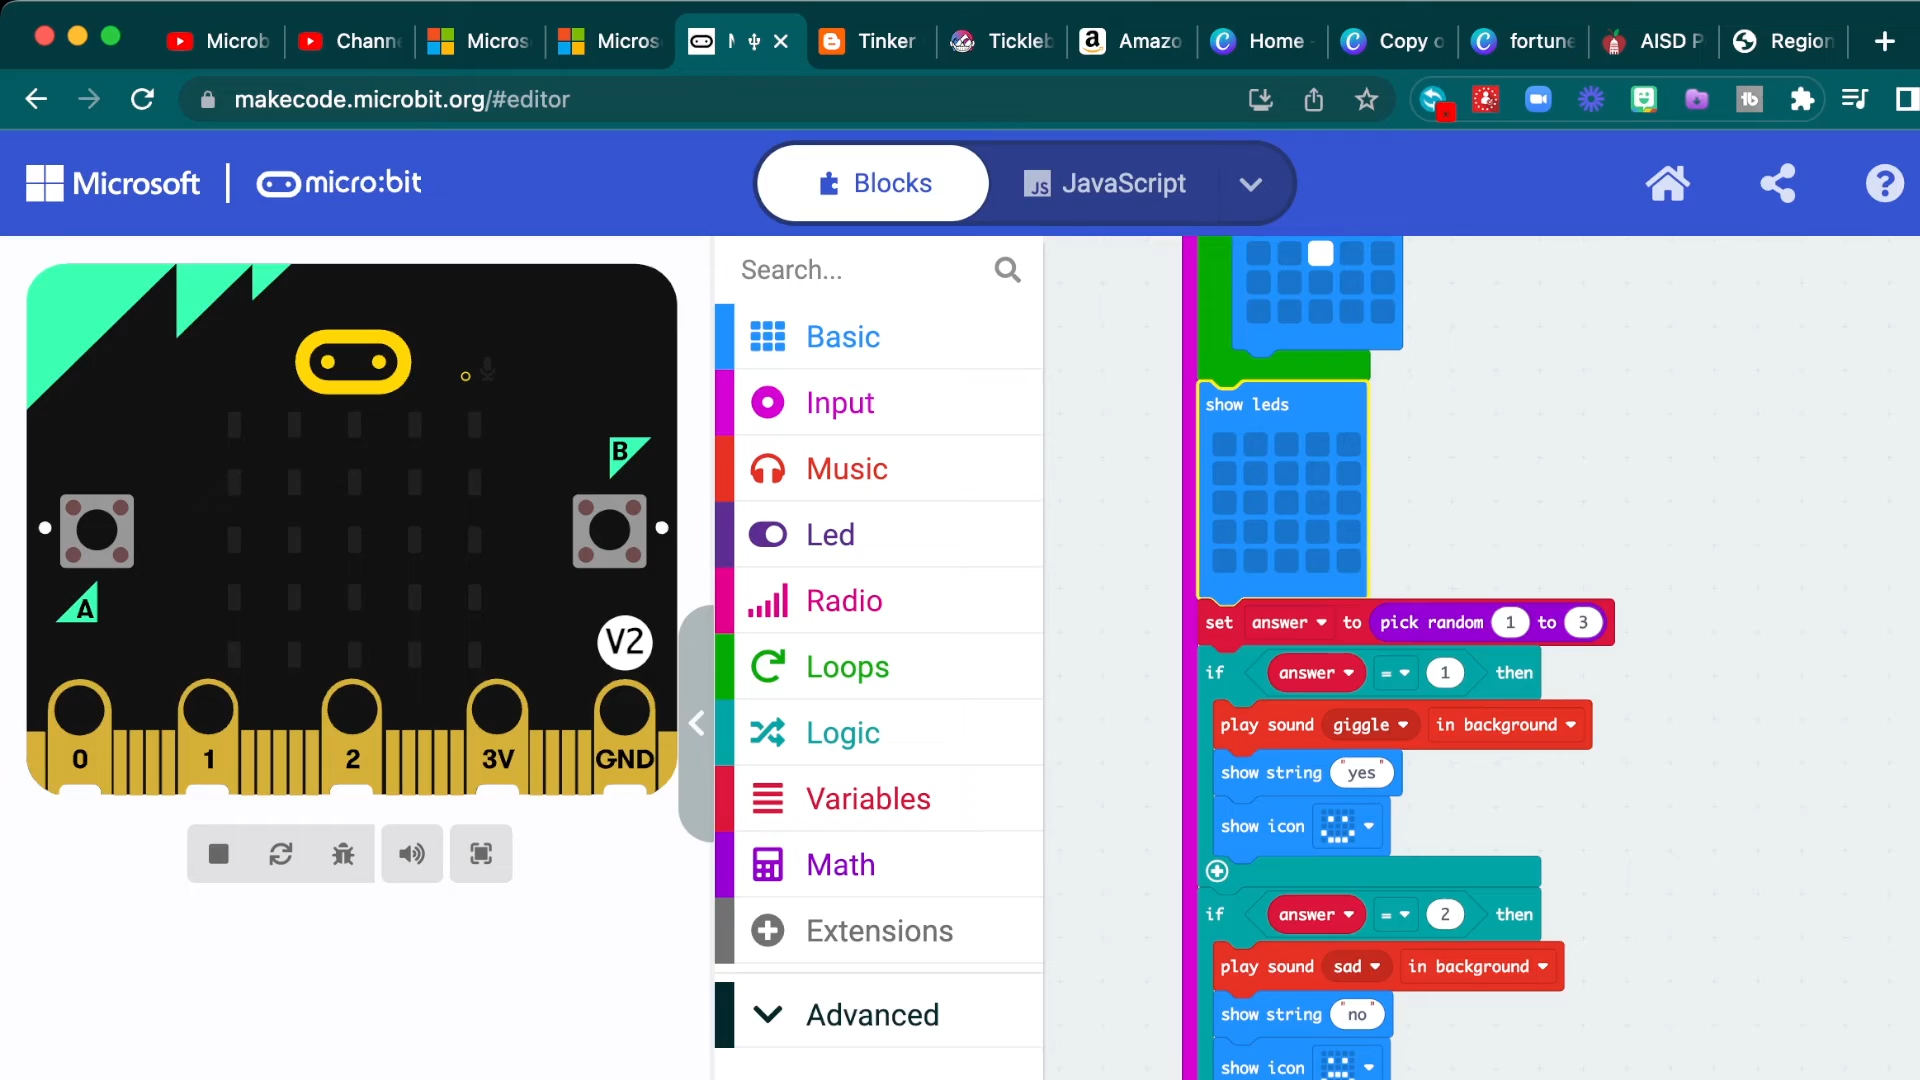 Microb
Chann
Micros
Micros
Tinker
Tickleb
Amazo
Home
Copy o
fortune
AISD P
Region
makecode.microbit.org/#editor
Microsoft
micro:bit
Blocks
JS JavaScript
Search...
Basic
Input
Music
Led
Radio
Loops
Logic
Variables
Math
Extensions
Advanced
B
A
V2
0 1 2 3V GND
show leds
set answer to pick random 1 to 3
if answer = 1 then
play sound giggle in background
show string "yes"
show icon
if answer = 2 then
play sound sad in background
show string "no"
show icon